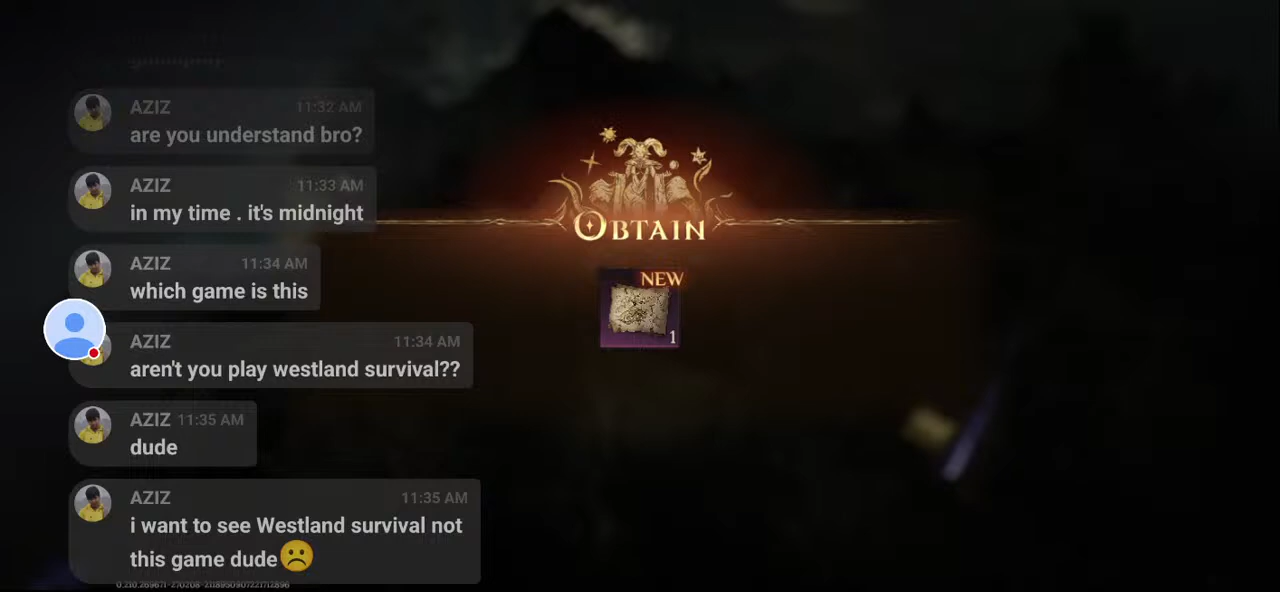 AZIZ 11:32 AM
are you understand bro?
AZIZ 11:33 AM
in my time . it's midnight
AZIZ 11:34 AM
which game is this
AZIZ 11:34 AM
aren't you play westland survival??
AZIZ 11:35 AM
dude
AZIZ 11:35 AM
i want to see Westland survival not
this game dude☹️
OBTAIN
NEW
1